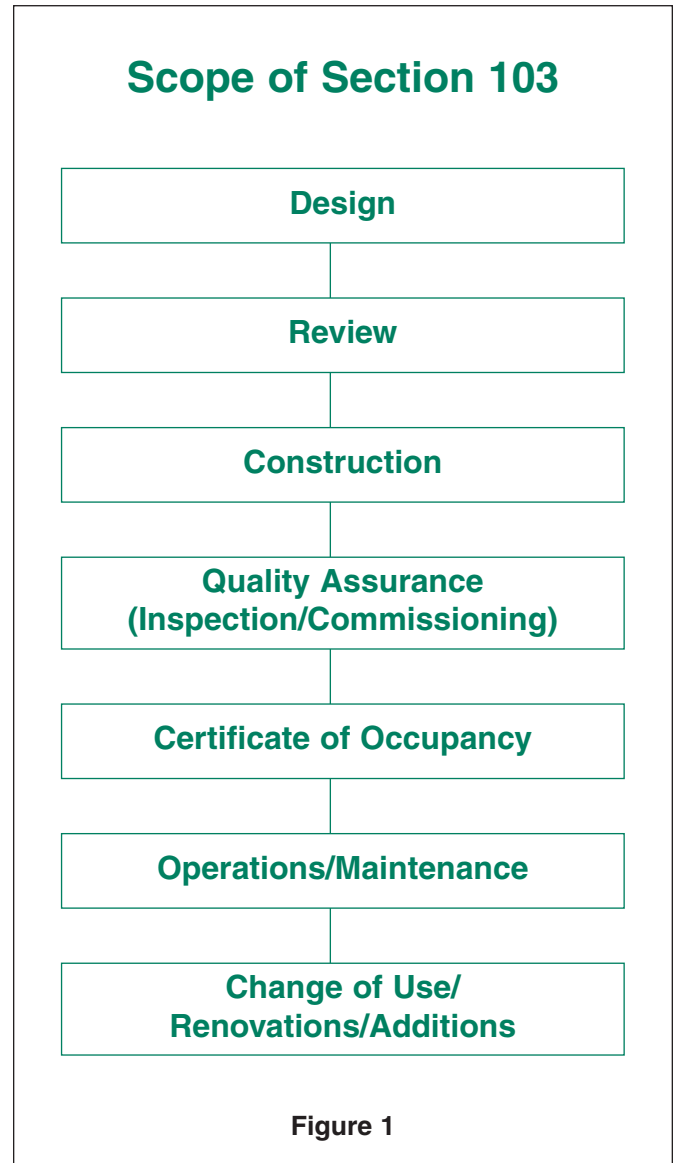 Scope of Section 103
Design
Review
Construction
Quality Assurance
(Inspection/Commissioning)
Certificate of Occupancy
Operations/Maintenance
Change of Use/
Renovations/Additions
Figure 1